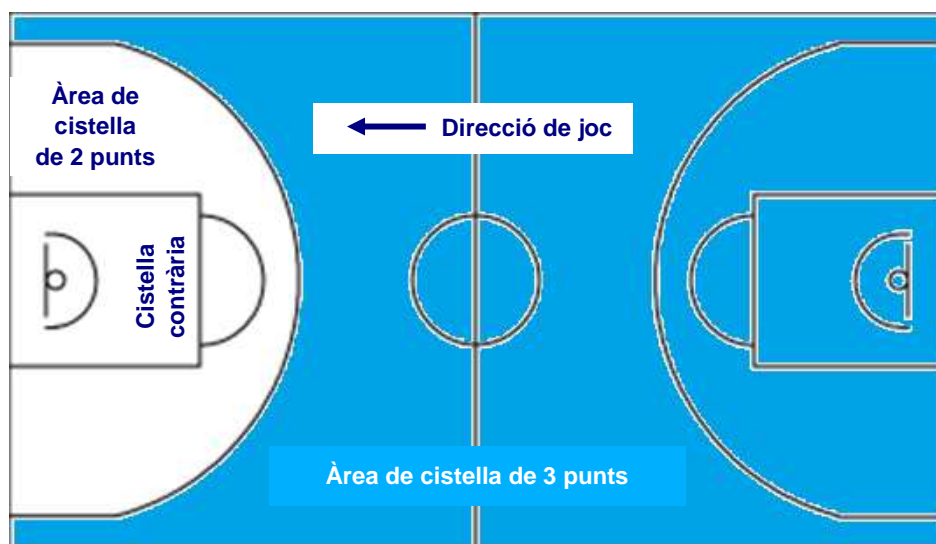 Àrea de
cistella
de 2 punts
Direcció de joc
Cistella
contrària
Àrea de cistella de 3 punts